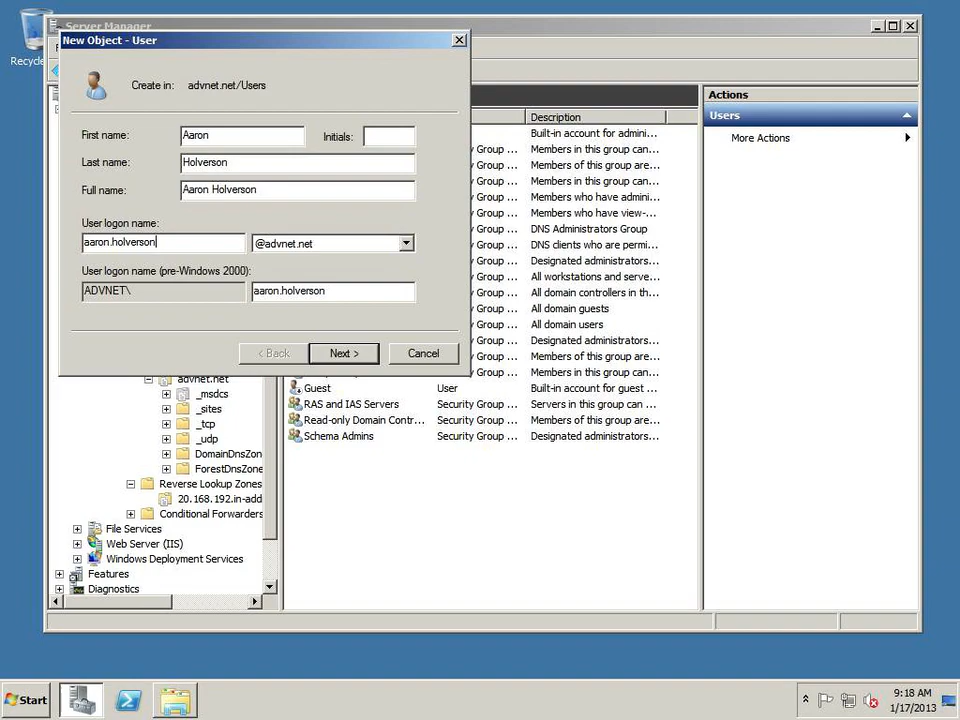 Server Manager
New Object - User
Recycle
Create in: advnet.net/Users
First name: Aaron Initials:
Last name: Holverson
Full name: Aaron Holverson
User logon name:
aaron.holverson @advnet.net
User logon name (pre-Windows 2000):
ADVNET\ aaron.holverson
< Back Next > Cancel
Description
Built-in account for admini...
y Group ... Members in this group can...
y Group ... Members of this group are...
y Group ... Members in this group can...
y Group ... Members who have admini...
y Group ... Members who have view-...
y Group ... DNS Administrators Group
y Group ... DNS clients who are permi...
y Group ... Designated administrators...
y Group ... All workstations and serve...
y Group ... All domain controllers in th...
y Group ... All domain guests
y Group ... All domain users
y Group ... Designated administrators...
y Group ... Members of this group are...
y Group ... Members in this group can...
Guest User Built-in account for guest ...
RAS and IAS Servers Security Group ... Servers in this group can ...
Read-only Domain Contr... Security Group ... Members of this group are...
Schema Admins Security Group ... Designated administrators...
Actions
Users
More Actions
advnet.net
_msdcs
_sites
_tcp
_udp
DomainDnsZon
ForestDnsZone
Reverse Lookup Zones
20.168.192.in-add
Conditional Forwarders
File Services
Web Server (IIS)
Windows Deployment Services
Features
Diagnostics
Start
9:18 AM
1/17/2013